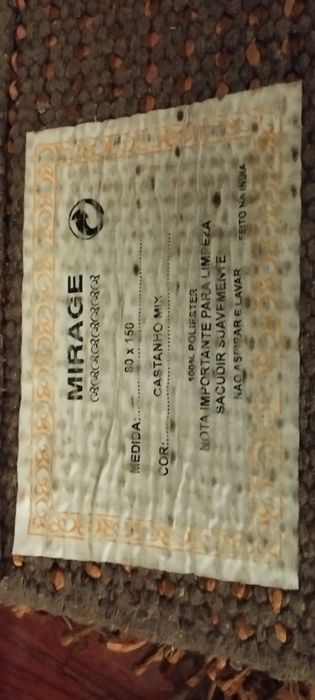 MIRAGE
MEDIDA:............80 x 150............
COR:............CASTANHO MIX............
100% POLIESTER
NOTA IMPORTANTE PARA LIMPEZA
SACUDIR SUAVEMENTE
NÃO ASPIRAR E LAVAR
FEITO NA INDIA